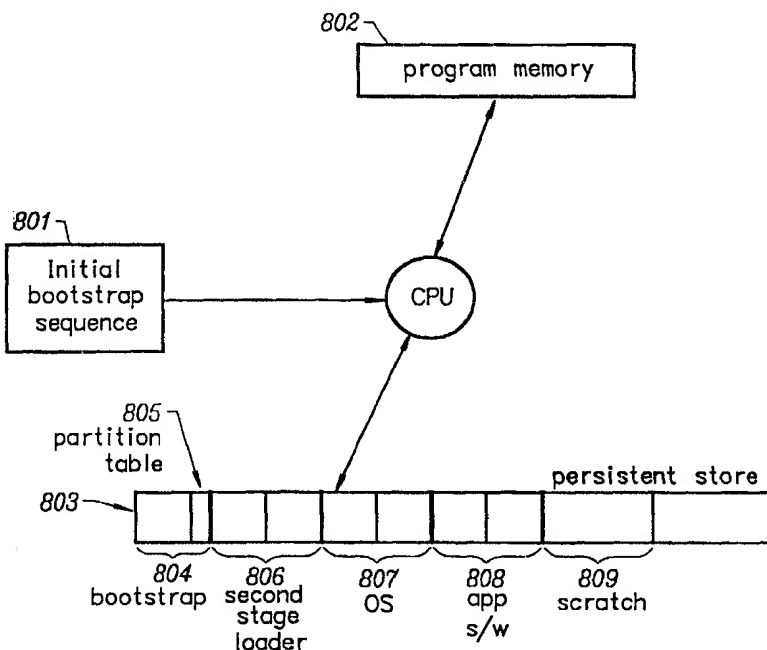 802
program memory
801
Initial
bootstrap
sequence
CPU
805
partition
table
persistent store
803
804
bootstrap
806
second
stage
loader
807
OS
808
app
s/w
809
scratch